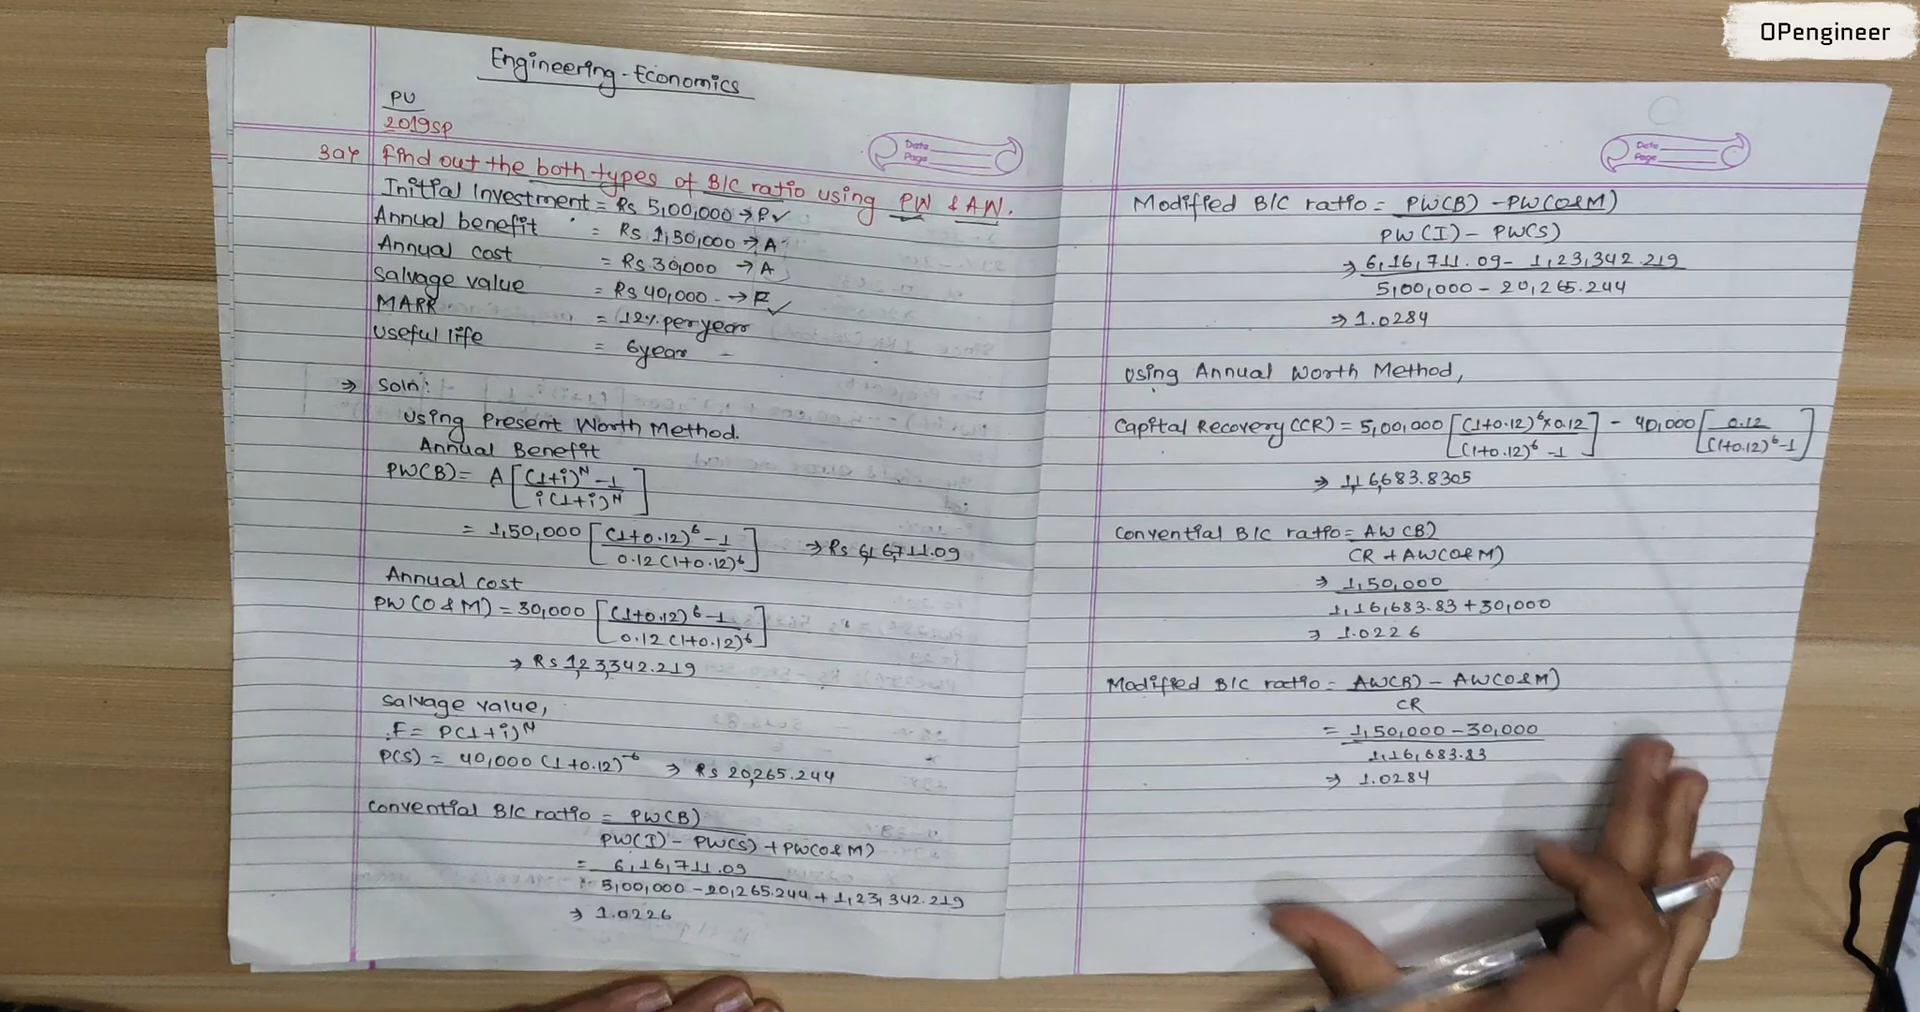 OPengineer
Engineering-Economics
PU
2019sp
3a) Find out the both types of B/C ratio using PW & AW.
Initial Investment = Rs 5,00,000 → P ✓
Annual benefit = Rs 1,50,000 → A
Annual cost = Rs 30,000 → A
Salvage value = Rs 40,000 → F ✓
MARR = 12% per year
Useful life = 6 year
⇒ Soln:
Using Present Worth Method.
Annual Benefit
PW(B) = A [ (1+i)^N - 1 / i(1+i)^N ]
= 1,50,000 [ (1+0.12)^6 - 1 / 0.12(1+0.12)^6 ] ⇒ Rs 6,16,711.09
Annual cost
PW(O&M) = 30,000 [ (1+0.12)^6 - 1 / 0.12(1+0.12)^6 ]
⇒ Rs 1,23,342.219
Salvage value,
F = P(1+i)^N
P(S) = 40,000 (1+0.12)^-6 ⇒ Rs 20,265.244
Convential B/C ratio = PW(B)
PW(I) - PW(S) + PW(O&M)
= 6,16,711.09
5,00,000 - 20,265.244 + 1,23,342.219
⇒ 1.0226
Date
Page
Date
Page
Modified B/C ratio = PW(B) - PW(O&M)
PW(I) - PW(S)
⇒ 6,16,711.09 - 1,23,342.219
5,00,000 - 20,265.244
⇒ 1.0284
Using Annual Worth Method,
Capital Recovery (CR) = 5,00,000 [ (1+0.12)^6 × 0.12 / (1+0.12)^6 - 1 ] - 40,000 [ 0.12 / (1+0.12)^6 - 1 ]
⇒ 1,16,683.8305
Convential B/C ratio = AW(B)
CR + AW(O&M)
⇒ 1,50,000
1,16,683.83 + 30,000
⇒ 1.0226
Modified B/C ratio = AW(B) - AW(O&M)
CR
= 1,50,000 - 30,000
1,16,683.83
⇒ 1.0284